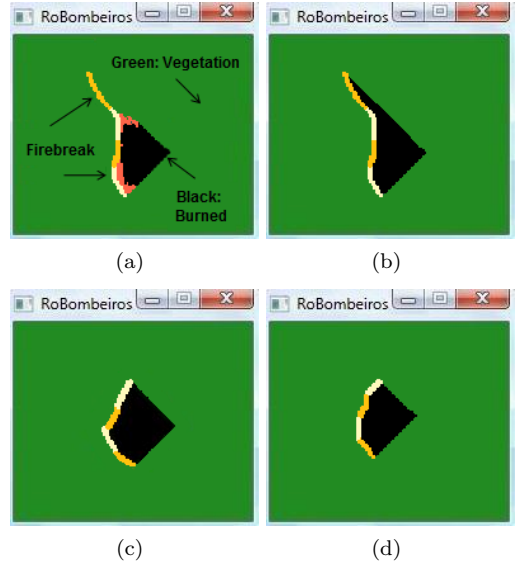 RoBombeiros
Green: Vegetation
Firebreak
Black:
Burned
(a)
RoBombeiros
(b)
RoBombeiros
(c)
RoBombeiros
(d)